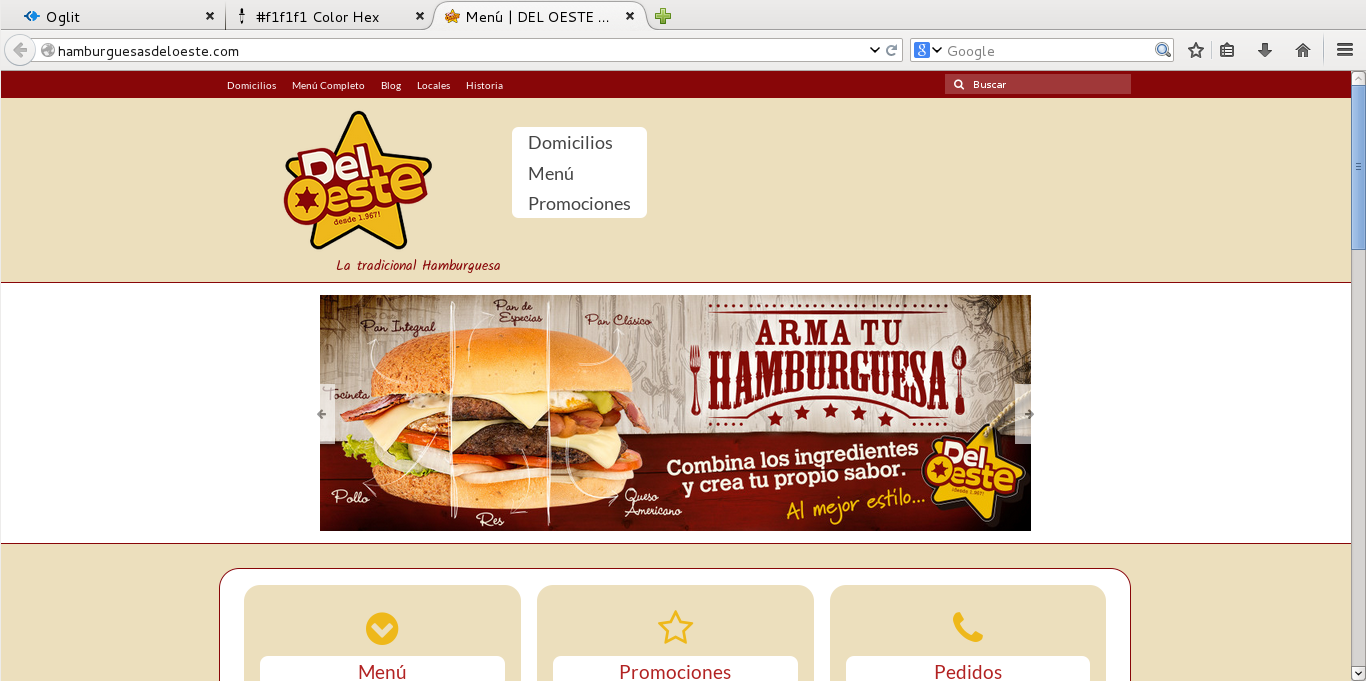 Oglit
#f1f1f1 Color Hex
Menú | DEL OESTE ...
hamburguesasdeloeste.com
Google
Domicilios Menú Completo Blog Locales Historia
Buscar
Del Oeste
desde 1.967!
La tradicional Hamburguesa
Domicilios
Menú
Promociones
Pan Integral
Pan de Especias
Pan Clásico
Tocineta
Pollo
Res
Queso Americano
ARMA TU
HAMBURGUESA
Combina los ingredientes
y crea tu propio sabor.
Al mejor estilo...
Del Oeste
desde 1.967!
Menú
Promociones
Pedidos